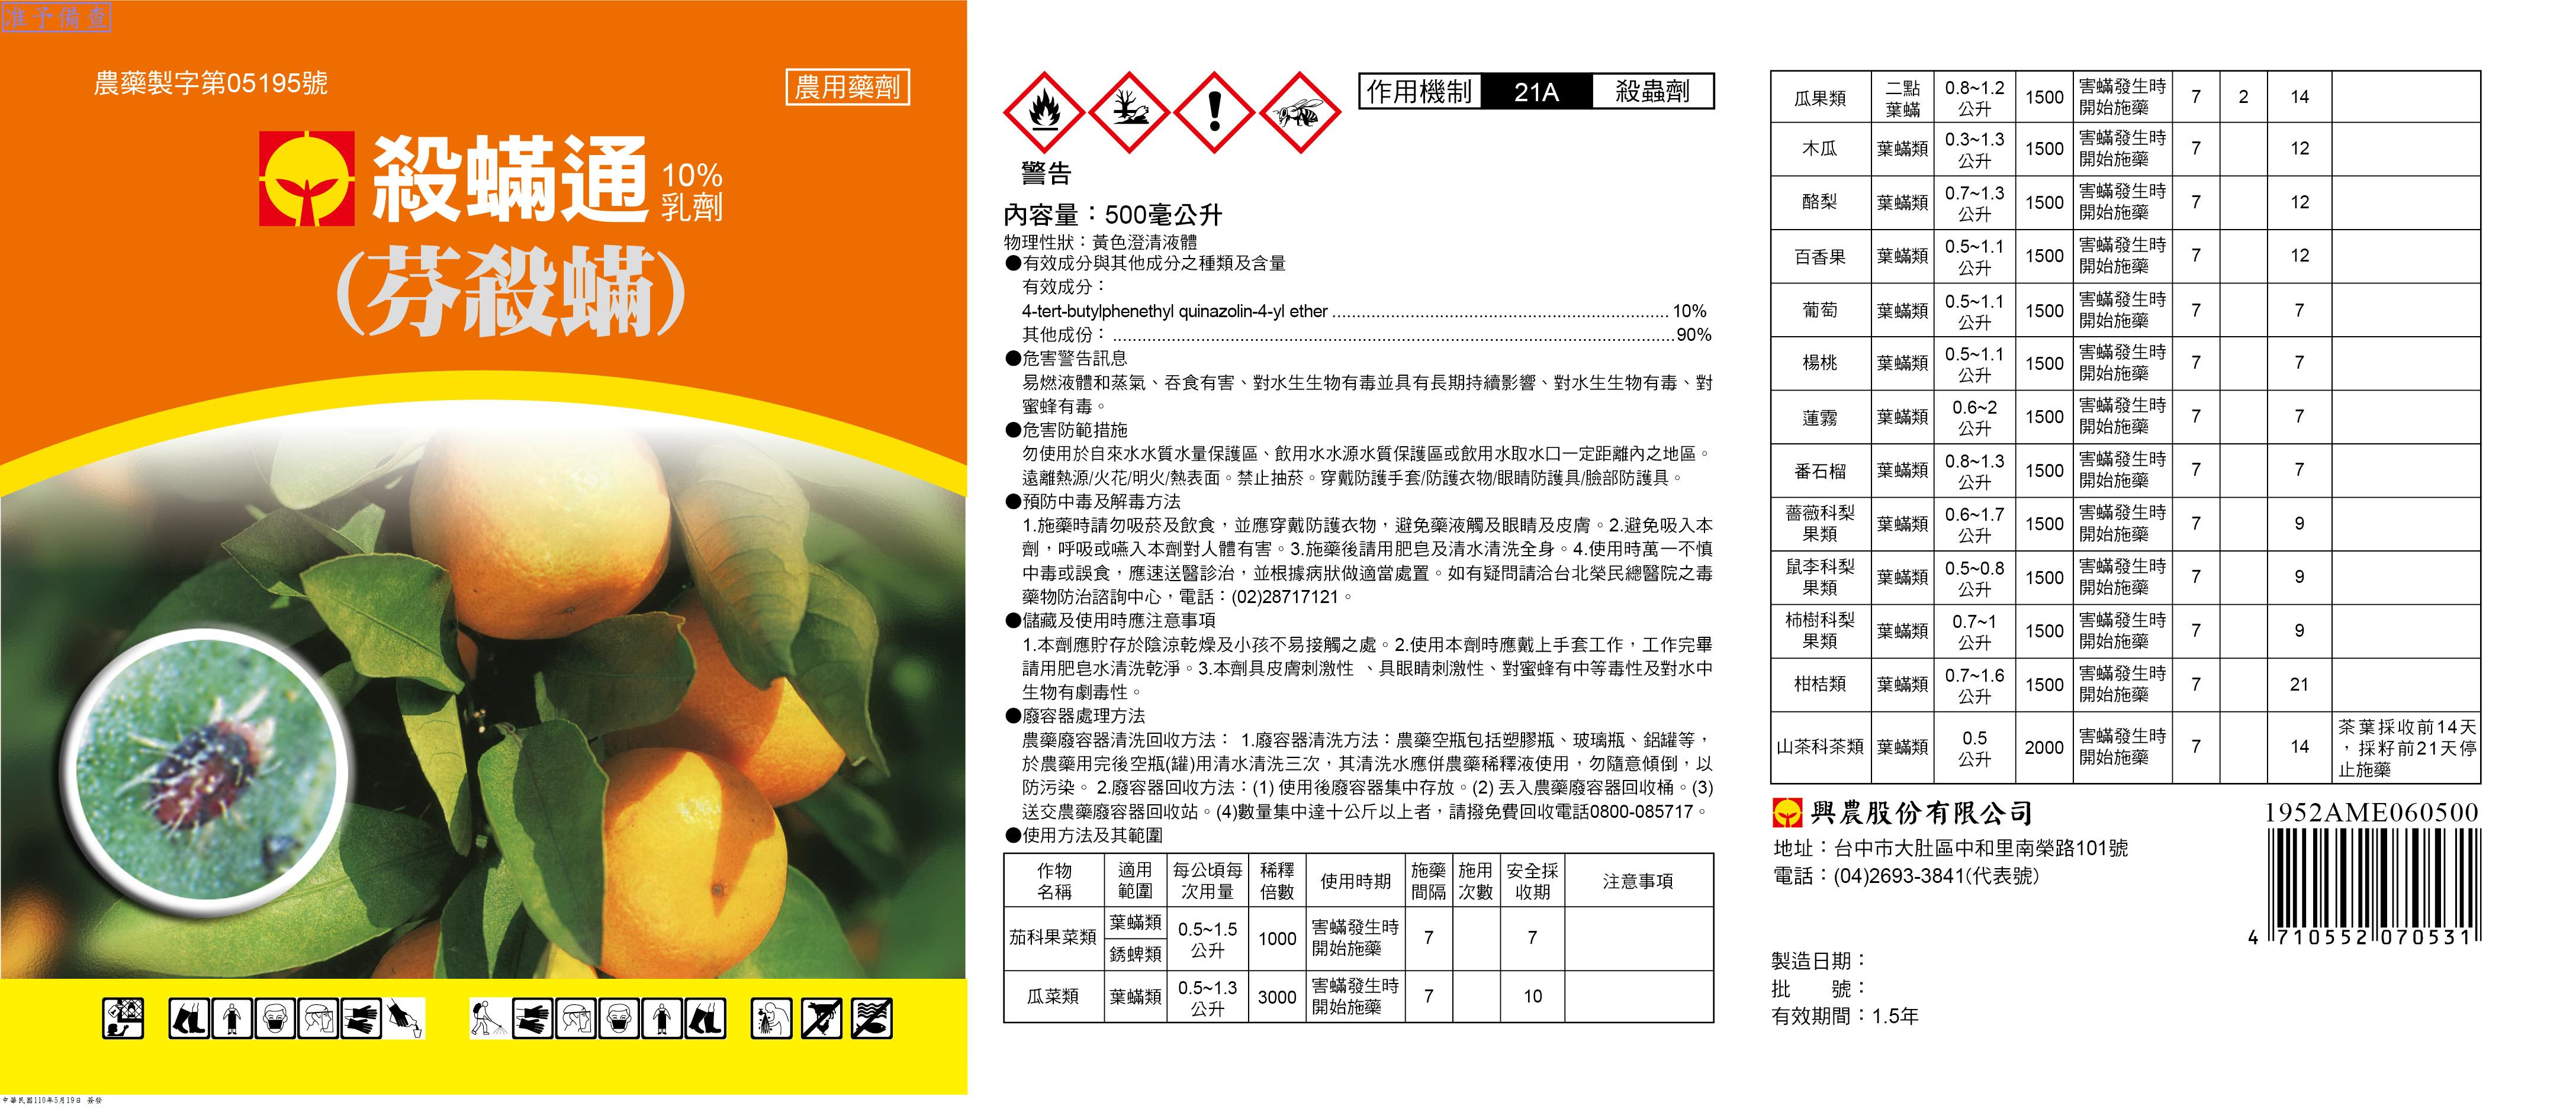 准予備查
農藥製字第05195號
農用藥劑
殺蟎通 10%乳劑
(芬殺蟎)
中華民國110年5月19日 簽發
作用機制 21A 殺蟲劑
警告
內容量：500毫公升
物理性狀：黃色澄清液體
●有效成分與其他成分之種類及含量
有效成分：
4-tert-butylphenethyl quinazolin-4-yl ether ...................................................................... 10%
其他成份：....................................................................................................................90%
●危害警告訊息
易燃液體和蒸氣、吞食有害、對水生生物有毒並具有長期持續影響、對水生生物有毒、對
蜜蜂有毒。
●危害防範措施
勿使用於自來水水質水量保護區、飲用水水源水質保護區或飲用水取水口一定距離內之地區。
遠離熱源/火花/明火/熱表面。禁止抽菸。穿戴防護手套/防護衣物/眼睛防護具/臉部防護具。
●預防中毒及解毒方法
1.施藥時請勿吸菸及飲食，並應穿戴防護衣物，避免藥液觸及眼睛及皮膚。2.避免吸入本
劑，呼吸或嚥入本劑對人體有害。3.施藥後請用肥皂及清水清洗全身。4.使用時萬一不慎
中毒或誤食，應速送醫診治，並根據病狀做適當處置。如有疑問請洽台北榮民總醫院之毒
藥物防治諮詢中心，電話：(02)28717121。
●儲藏及使用時應注意事項
1.本劑應貯存於陰涼乾燥及小孩不易接觸之處。2.使用本劑時應戴上手套工作，工作完畢
請用肥皂水清洗乾淨。3.本劑具皮膚刺激性 、具眼睛刺激性、對蜜蜂有中等毒性及對水中
生物有劇毒性。
●廢容器處理方法
農藥廢容器清洗回收方法： 1.廢容器清洗方法：農藥空瓶包括塑膠瓶、玻璃瓶、鋁罐等，
於農藥用完後空瓶(罐)用清水清洗三次，其清洗水應併農藥稀釋液使用，勿隨意傾倒，以
防污染。 2.廢容器回收方法：(1) 使用後廢容器集中存放。(2) 丟入農藥廢容器回收桶。(3)
送交農藥廢容器回收站。(4)數量集中達十公斤以上者，請撥免費回收電話0800-085717。
●使用方法及其範圍
作物名稱 適用範圍 每公頃每次用量 稀釋倍數 使用時期 施藥間隔 施用次數 安全採收期 注意事項
茄科果菜類 葉蟎類 銹蜱類 0.5~1.5公升 1000 害蟎發生時開始施藥 7 7
瓜菜類 葉蟎類 0.5~1.3公升 3000 害蟎發生時開始施藥 7 10
瓜果類 二點葉蟎 0.8~1.2公升 1500 害蟎發生時開始施藥 7 2 14
木瓜 葉蟎類 0.3~1.3公升 1500 害蟎發生時開始施藥 7 12
酪梨 葉蟎類 0.7~1.3公升 1500 害蟎發生時開始施藥 7 12
百香果 葉蟎類 0.5~1.1公升 1500 害蟎發生時開始施藥 7 12
葡萄 葉蟎類 0.5~1.1公升 1500 害蟎發生時開始施藥 7 7
楊桃 葉蟎類 0.5~1.1公升 1500 害蟎發生時開始施藥 7 7
蓮霧 葉蟎類 0.6~2公升 1500 害蟎發生時開始施藥 7 7
番石榴 葉蟎類 0.8~1.3公升 1500 害蟎發生時開始施藥 7 7
薔薇科梨果類 葉蟎類 0.6~1.7公升 1500 害蟎發生時開始施藥 7 9
鼠李科梨果類 葉蟎類 0.5~0.8公升 1500 害蟎發生時開始施藥 7 9
柿樹科梨果類 葉蟎類 0.7~1公升 1500 害蟎發生時開始施藥 7 9
柑桔類 葉蟎類 0.7~1.6公升 1500 害蟎發生時開始施藥 7 21
山茶科茶類 葉蟎類 0.5公升 2000 害蟎發生時開始施藥 7 14 茶葉採收前14天，採籽前21天停止施藥
興農股份有限公司
地址：台中市大肚區中和里南榮路101號
電話：(04)2693-3841(代表號)
1952AME060500
4 710552 070531
製造日期：
批　　號：
有效期間：1.5年